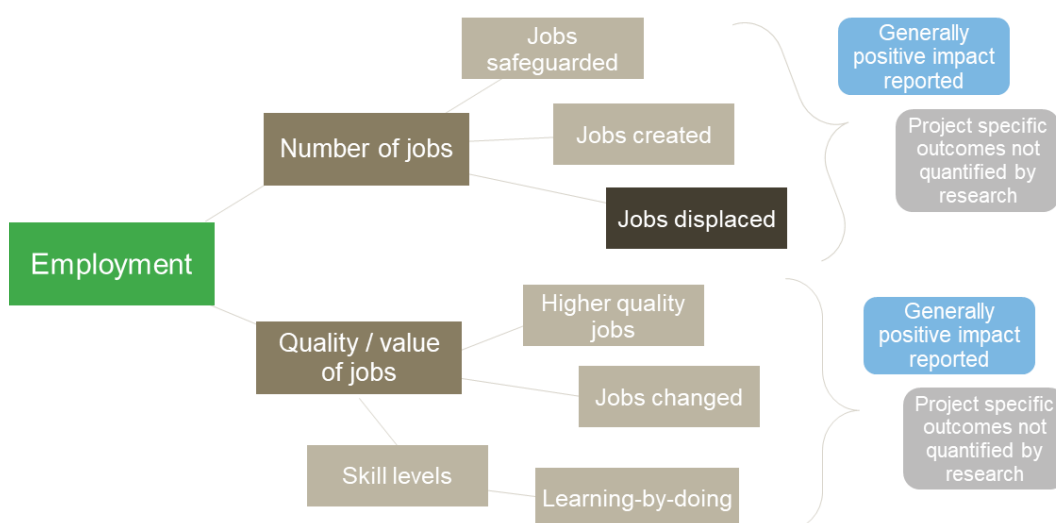 Jobs
safeguarded
Generally
positive impact
reported
Number of jobs
Jobs created
Project specific
outcomes not
quantified by
research
Jobs displaced
Employment
Higher quality
jobs
Generally
positive impact
reported
Quality / value
of jobs
Jobs changed
Project specific
outcomes not
quantified by
research
Skill levels
Learning-by-doing